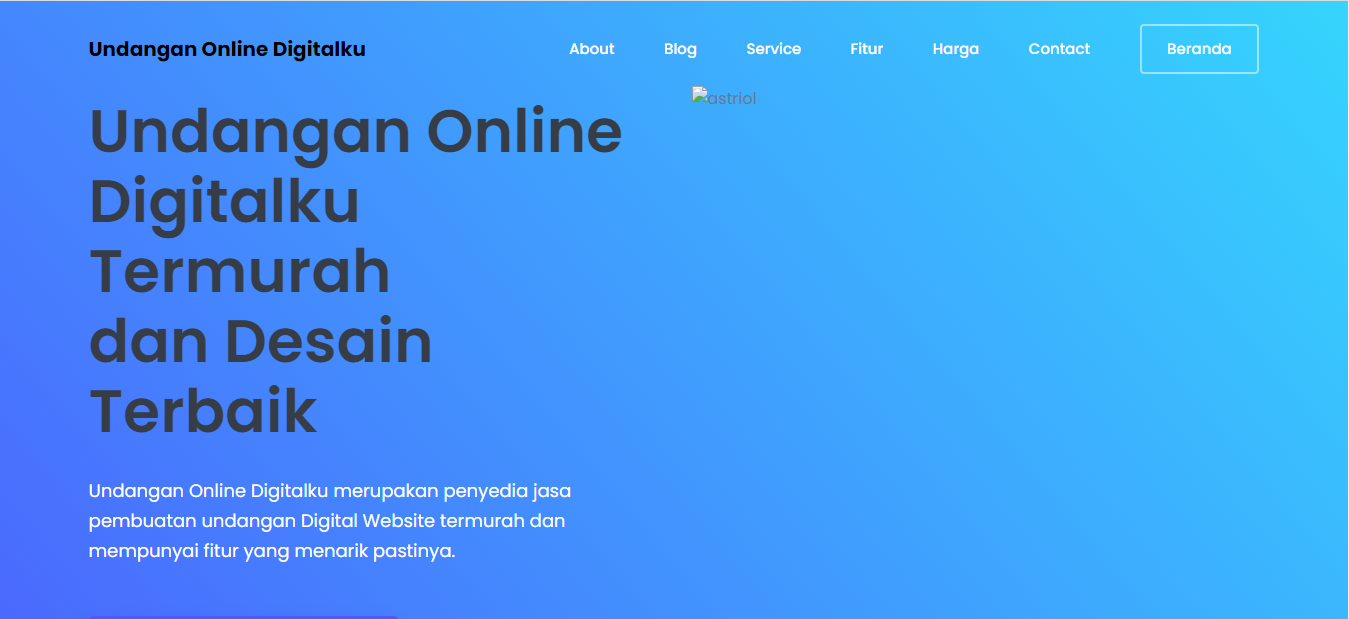 Undangan Online Digitalku
About Blog Service Fitur Harga Contact Beranda
astriol
Undangan Online
Digitalku
Termurah
dan Desain
Terbaik
Undangan Online Digitalku merupakan penyedia jasa
pembuatan undangan Digital Website termurah dan
mempunyai fitur yang menarik pastinya.